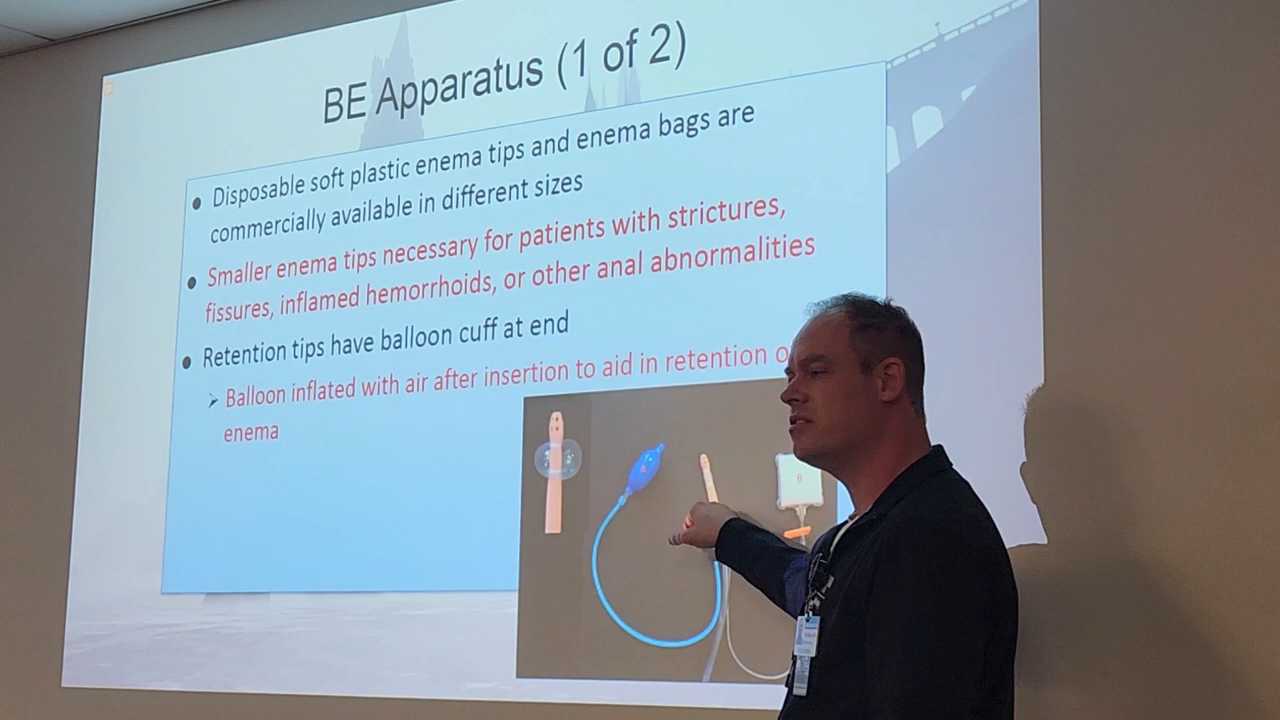 BE Apparatus (1 of 2)
● Disposable soft plastic enema tips and enema bags are
commercially available in different sizes
● Smaller enema tips necessary for patients with strictures,
fissures, inflamed hemorrhoids, or other anal abnormalities
● Retention tips have balloon cuff at end
➢ Balloon inflated with air after insertion to aid in retention
enema
B